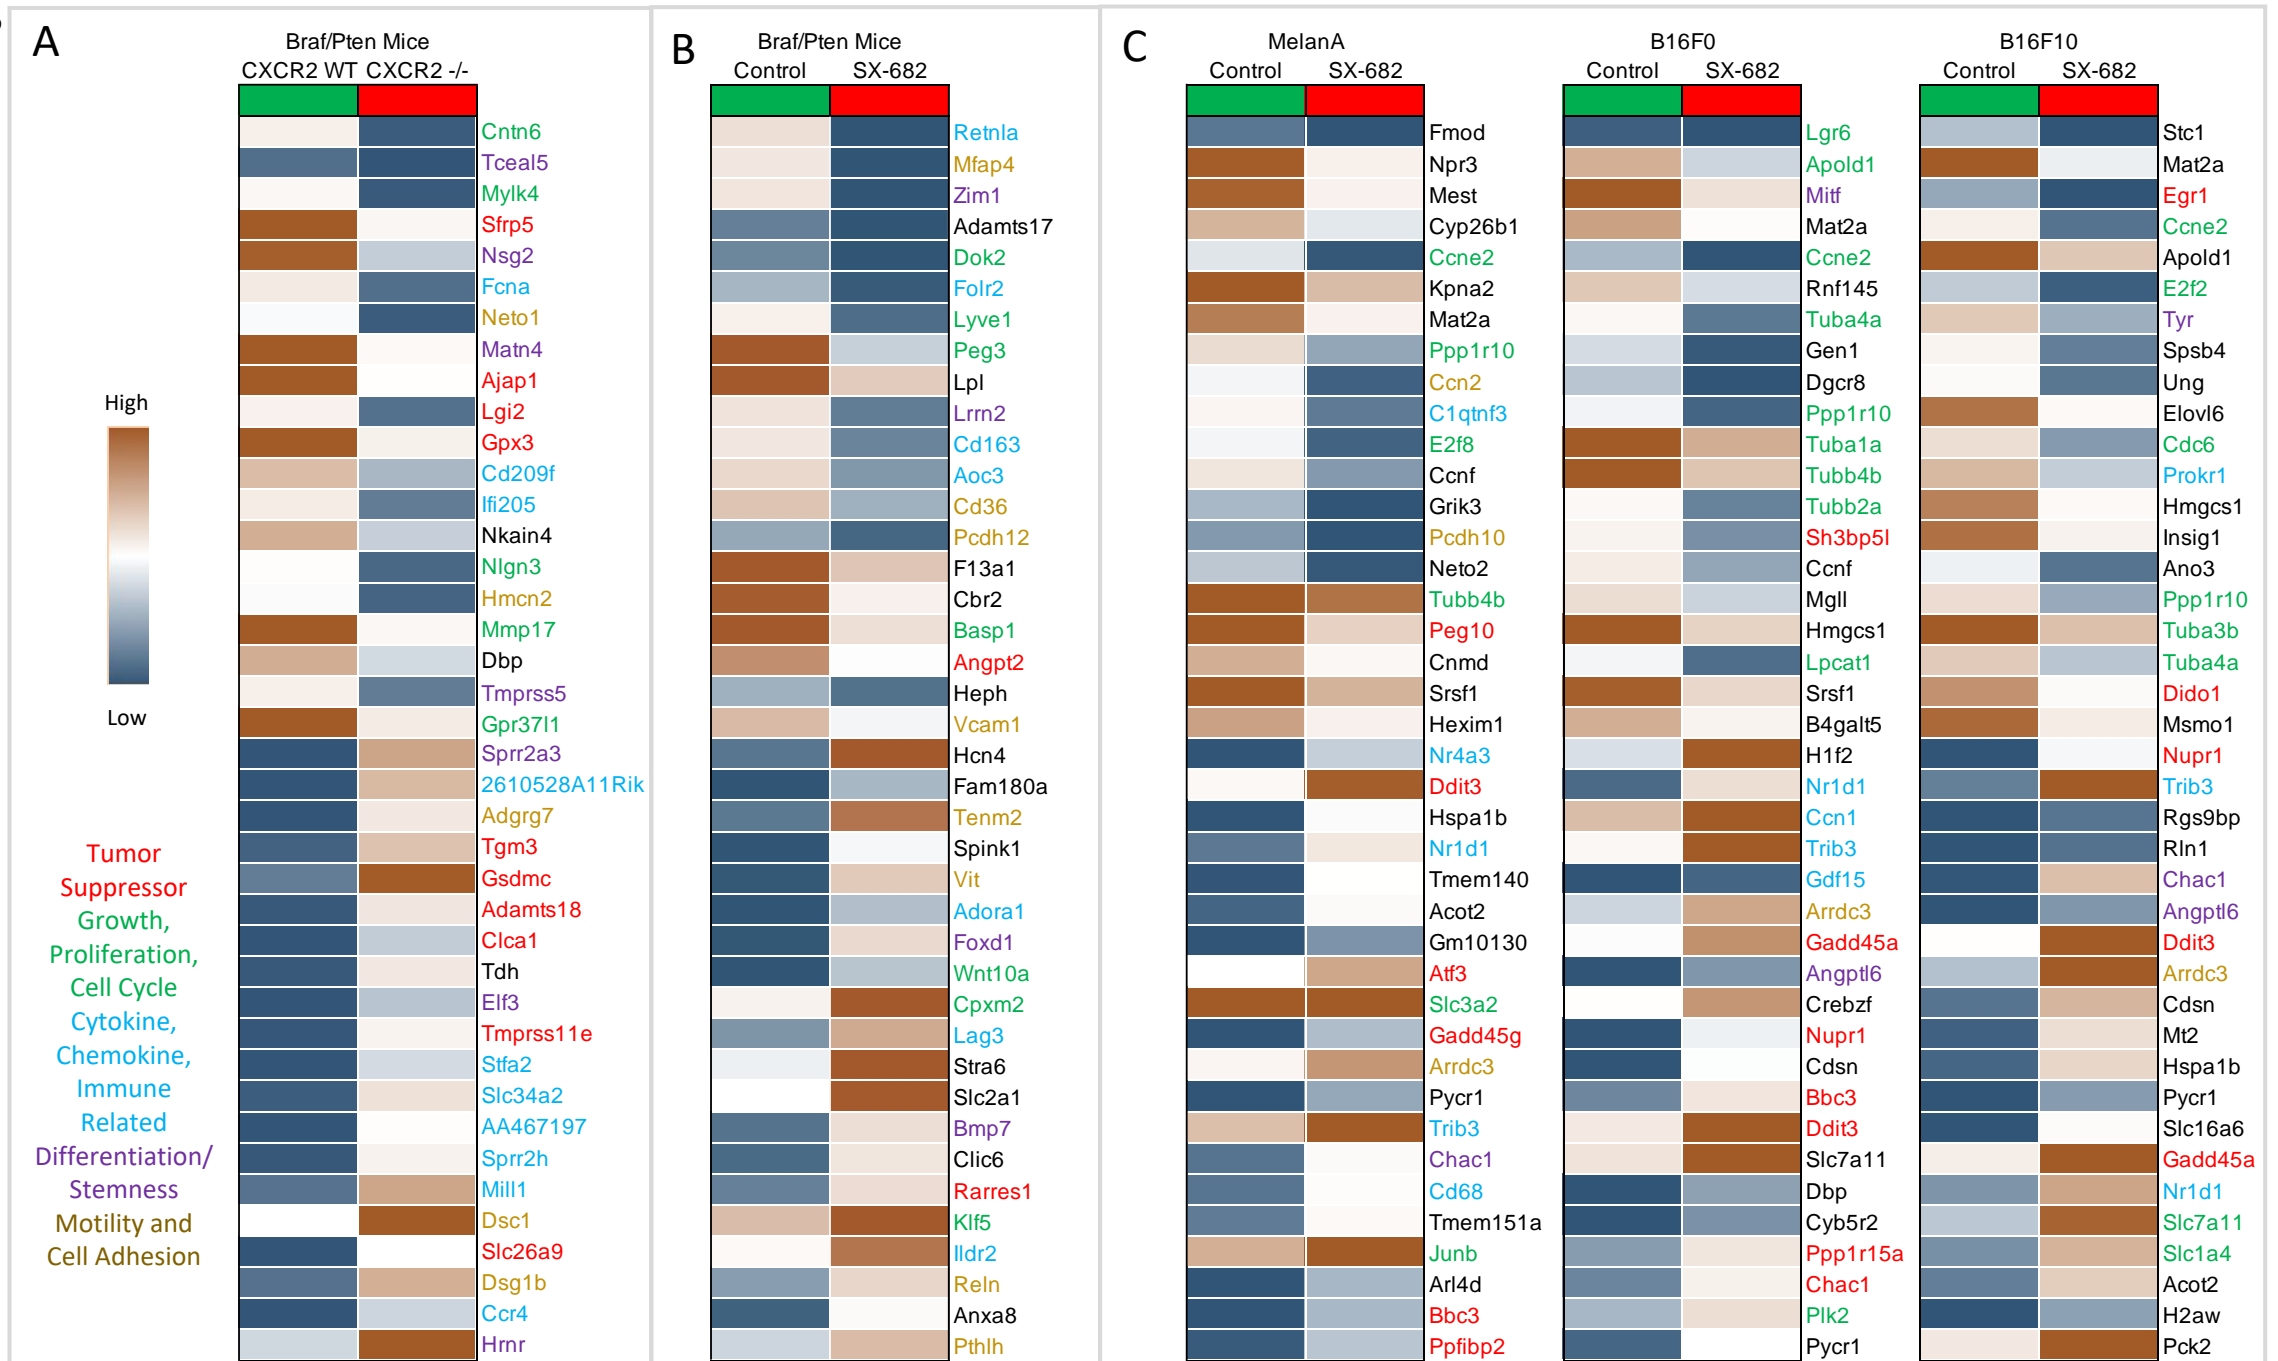 A
Braf/Pten Mice
CXCR2 WT CXCR2 -/-
Cntn6
Tceal5
Mylk4
Sfrp5
Nsg2
Fcna
Neto1
Matn4
Ajap1
Lgi2
Gpx3
Cd209f
Ifi205
Nkain4
Nlgn3
Hmcn2
Mmp17
Dbp
Tmprss5
Gpr37l1
Sprr2a3
2610528A11Rik
Adgrg7
Tgm3
Gsdmc
Adamts18
Clca1
Tdh
Elf3
Tmprss11e
Stfa2
Slc34a2
AA467197
Sprr2h
Mill1
Dsc1
Slc26a9
Dsg1b
Ccr4
Hrnr
High
Low
Tumor
Suppressor
Growth,
Proliferation,
Cell Cycle
Cytokine,
Chemokine,
Immune
Related
Differentiation/
Stemness
Motility and
Cell Adhesion
B
Braf/Pten Mice
Control SX-682
Retnla
Mfap4
Zim1
Adamts17
Dok2
Folr2
Lyve1
Peg3
Lpl
Lrrn2
Cd163
Aoc3
Cd36
Pcdh12
F13a1
Cbr2
Basp1
Angpt2
Heph
Vcam1
Hcn4
Fam180a
Tenm2
Spink1
Vit
Adora1
Foxd1
Wnt10a
Cpxm2
Lag3
Stra6
Slc2a1
Bmp7
Clic6
Rarres1
Klf5
Ildr2
Reln
Anxa8
Pthlh
C
MelanA
Control SX-682
Fmod
Npr3
Mest
Cyp26b1
Ccne2
Kpna2
Mat2a
Ppp1r10
Ccn2
C1qtnf3
E2f8
Ccnf
Grik3
Pcdh10
Neto2
Tubb4b
Peg10
Cnmd
Srsf1
Hexim1
Nr4a3
Ddit3
Hspa1b
Nr1d1
Tmem140
Acot2
Gm10130
Atf3
Slc3a2
Gadd45g
Arrdc3
Pycr1
Trib3
Chac1
Cd68
Tmem151a
Junb
Arl4d
Bbc3
Ppfibp2
B16F0
Control SX-682
Lgr6
Apold1
Mitf
Mat2a
Ccne2
Rnf145
Tuba4a
Gen1
Dgcr8
Ppp1r10
Tuba1a
Tubb4b
Tubb2a
Sh3bp5l
Ccnf
Mgll
Hmgcs1
Lpcat1
Srsf1
B4galt5
H1f2
Nr1d1
Ccn1
Trib3
Gdf15
Arrdc3
Gadd45a
Angptl6
Crebzf
Nupr1
Cdsn
Bbc3
Ddit3
Slc7a11
Dbp
Cyb5r2
Ppp1r15a
Chac1
Plk2
Pycr1
B16F10
Control SX-682
Stc1
Mat2a
Egr1
Ccne2
Apold1
E2f2
Tyr
Spsb4
Ung
Elovl6
Cdc6
Prokr1
Hmgcs1
Insig1
Ano3
Ppp1r10
Tuba3b
Tuba4a
Dido1
Msmo1
Nupr1
Trib3
Rgs9bp
Rln1
Chac1
Angptl6
Ddit3
Arrdc3
Cdsn
Mt2
Hspa1b
Pycr1
Slc16a6
Gadd45a
Nr1d1
Slc7a11
Slc1a4
Acot2
H2aw
Pck2